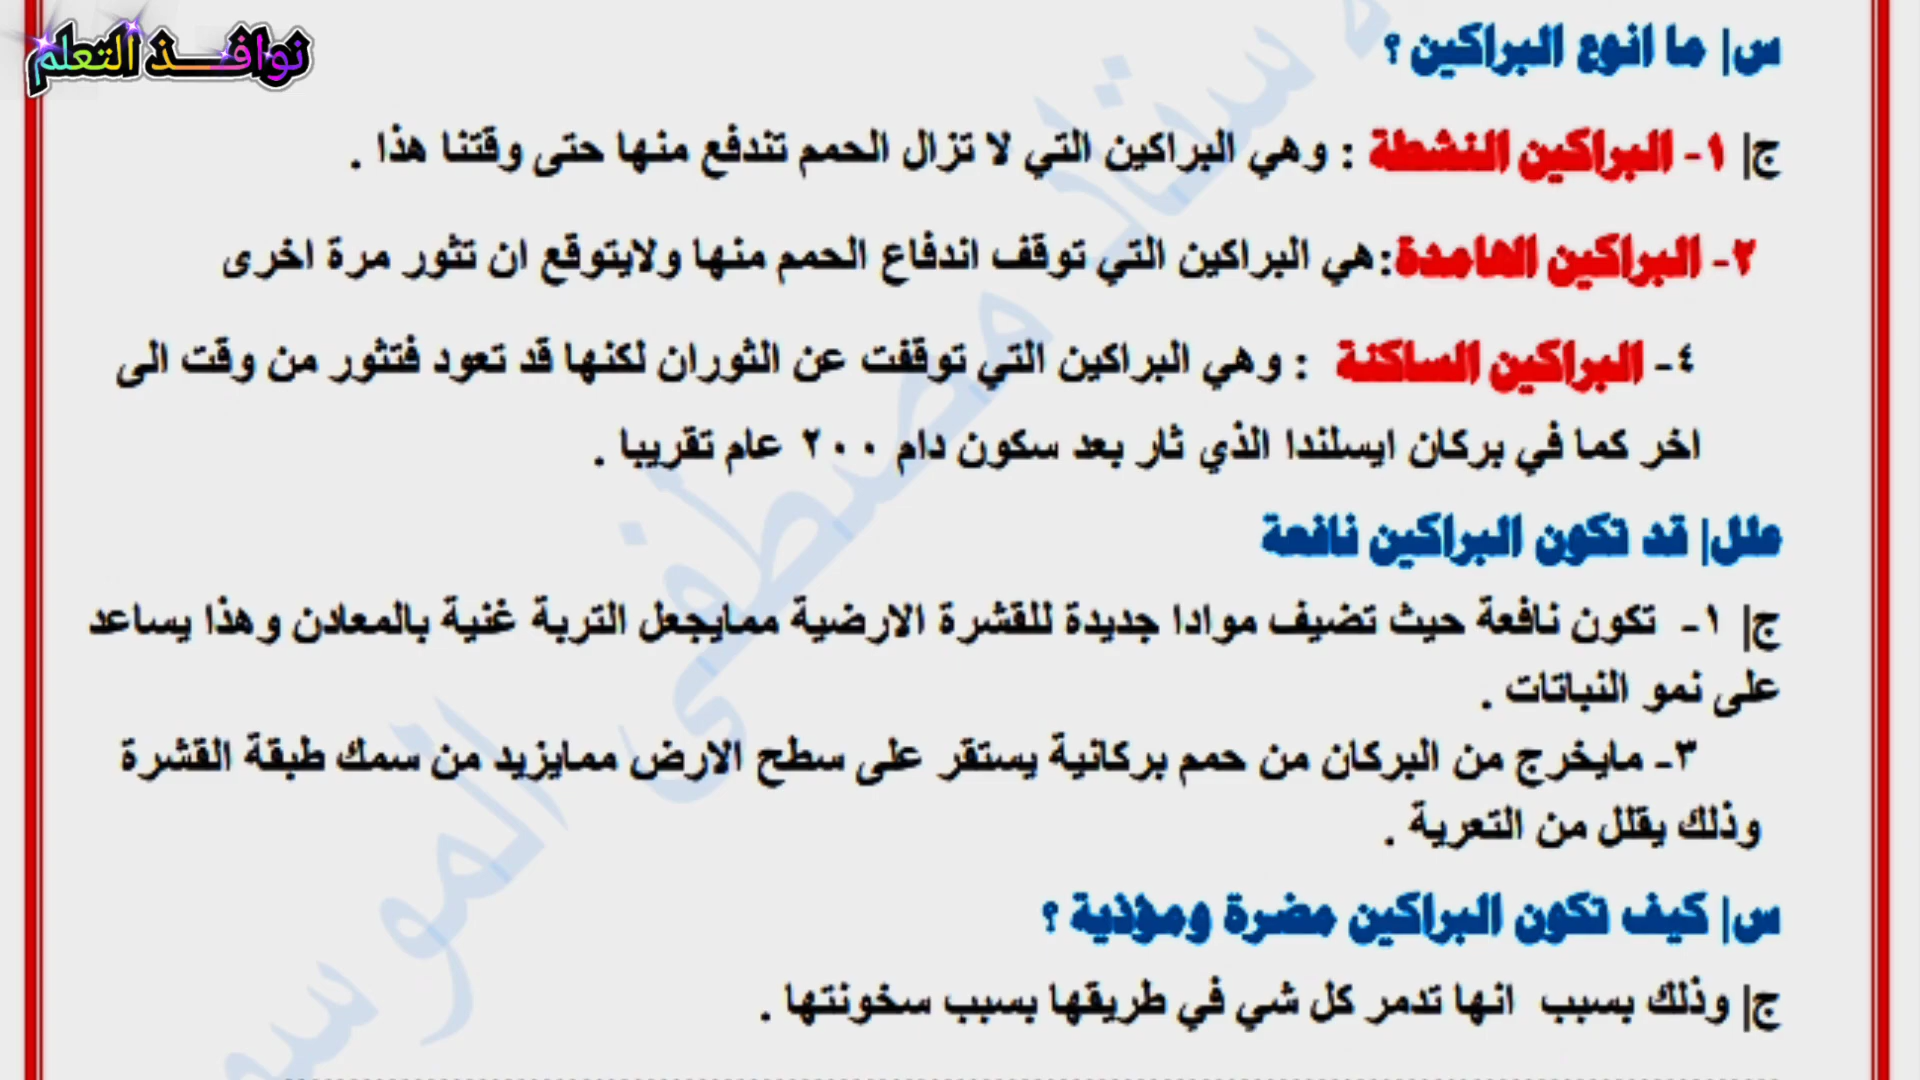 نوافذ التعلم
س| ما انوع البراكين ؟
ج| ١- البراكين النشطة : وهي البراكين التي لا تزال الحمم تندفع منها حتى وقتنا هذا .
٢- البراكين الهامدة :هي البراكين التي توقف اندفاع الحمم منها ولايتوقع ان تثور مرة اخرى
٤- البراكين الساكنة : وهي البراكين التي توقفت عن الثوران لكنها قد تعود فتثور من وقت الى
اخر كما في بركان ايسلندا الذي ثار بعد سكون دام ٢٠٠ عام تقريبا .
علل| قد تكون البراكين نافعة
ج| ١- تكون نافعة حيث تضيف موادا جديدة للقشرة الارضية ممايجعل التربة غنية بالمعادن وهذا يساعد
على نمو النباتات .
٣- مايخرج من البركان من حمم بركانية يستقر على سطح الارض ممايزيد من سمك طبقة القشرة
وذلك يقلل من التعرية .
س| كيف تكون البراكين مضرة ومؤذية ؟
ج| وذلك بسبب انها تدمر كل شي في طريقها بسبب سخونتها .
مصطفى